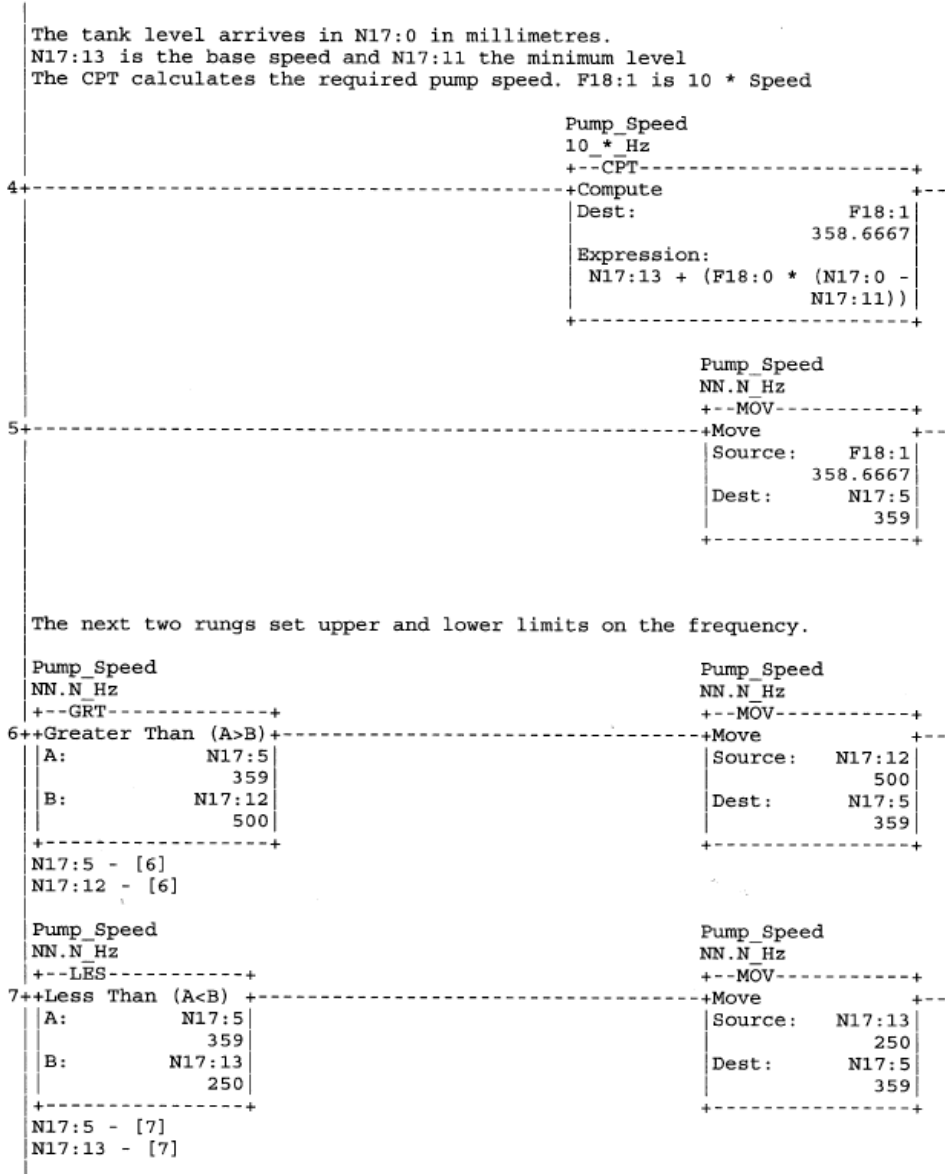 The tank level arrives in N17:0 in millimetres.
N17:13 is the base speed and N17:11 the minimum level
The CPT calculates the required pump speed. F18:1 is 10 * Speed
Pump_Speed
10_*_Hz
+--CPT-----------------------+
4+---------------------------------------+Compute +--
|Dest: F18:1|
358.6667|
|Expression:
N17:13 + (F18:0 * (N17:0 -|
N17:11))|
+----------------------------+
Pump_Speed
NN.N_Hz
+--MOV-----------+
5+--------------------------------------------------+Move +--
|Source: F18:1|
358.6667|
|Dest: N17:5|
359|
+----------------+
The next two rungs set upper and lower limits on the frequency.
Pump_Speed Pump_Speed
NN.N_Hz NN.N_Hz
+--GRT-------------+ +--MOV-----------+
6++Greater Than (A>B)+-------------------------------+Move +--
|A: N17:5| |Source: N17:12|
359| 500|
|B: N17:12| |Dest: N17:5|
500| 359|
+------------------+ +----------------+
N17:5 - [6]
N17:12 - [6]
Pump_Speed Pump_Speed
NN.N_Hz NN.N_Hz
+--LES-----------+ +--MOV-----------+
7++Less Than (A<B) +---------------------------------+Move +--
|A: N17:5| |Source: N17:13|
359| 250|
|B: N17:13| |Dest: N17:5|
250| 359|
+----------------+ +----------------+
N17:5 - [7]
N17:13 - [7]